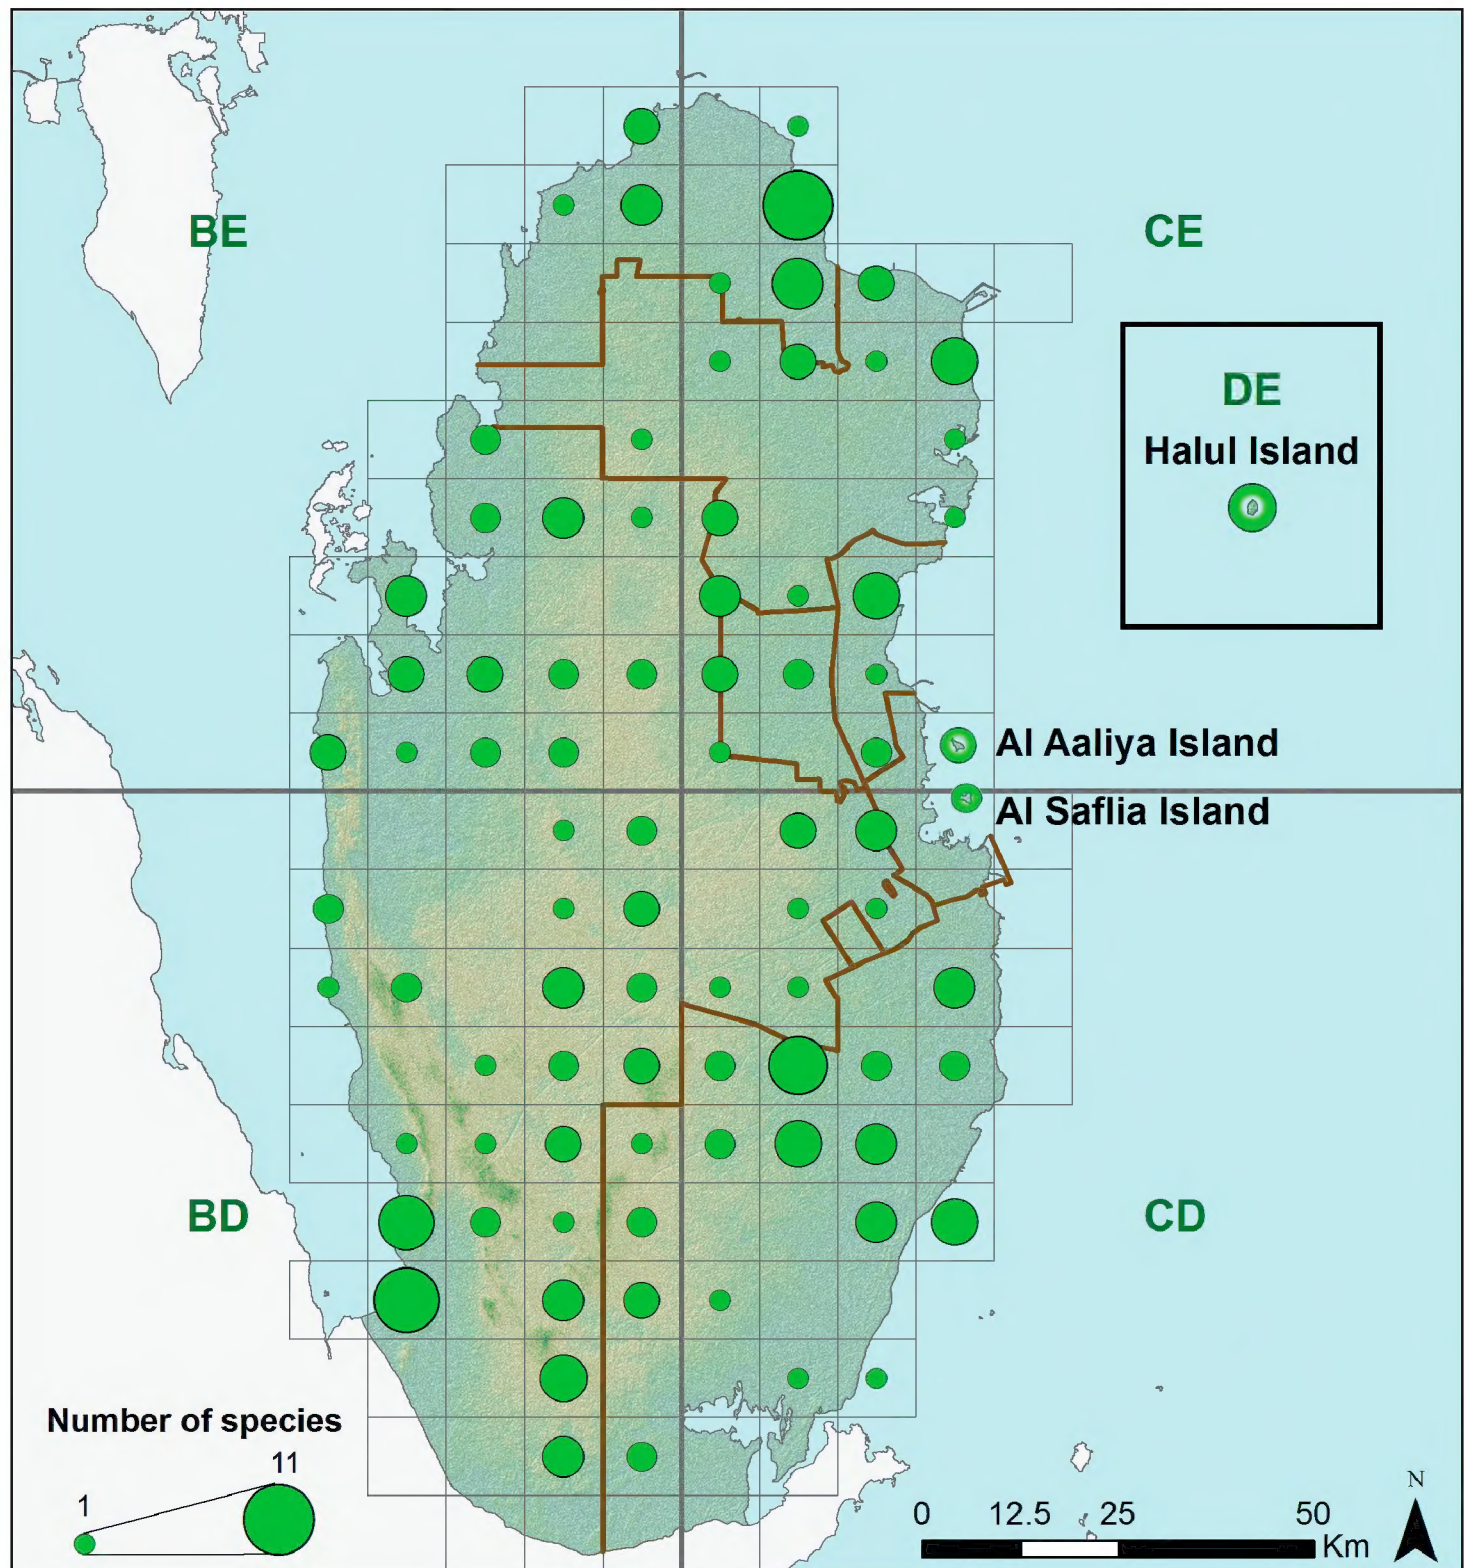 BE
CE
DE
Halul Island
Al Aaliya Island
Al Saflia Island
BD
CD
Number of species
1
11
N
0 12.5 25 50
Km